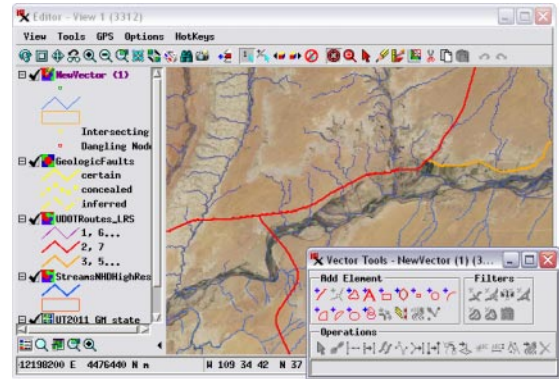 Editor - View 1 (3312)
View Tools GPS Options HotKeys
NewVector (1)
Intersecting
Dangling Node
GeologicFaults
certain
concealed
inferred
UDOTRoutes_LRS
1, 6...
2, 7
3, 5...
StreamsNHDHighRes
UT2011 GM state
12198200 E 4476440 N m W 109 34 42 N 37
Vector Tools - NewVector (1) (3...
Add Element Filters
Operations